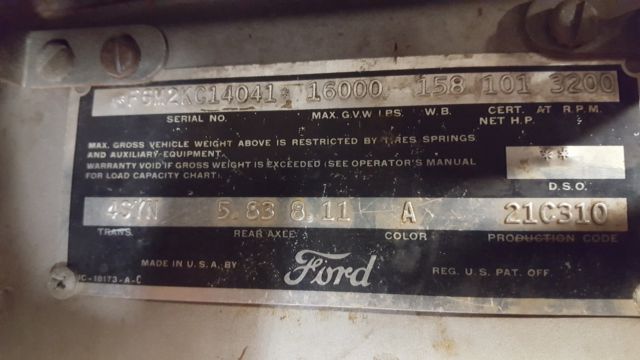 *F6M2KC14041* 16000 158 101 3200
SERIAL NO. MAX. G.V.W LBS. W.B. CERT. NET H.P. AT R.P.M.
MAX. GROSS VEHICLE WEIGHT ABOVE IS RESTRICTED BY TIRES SPRINGS
AND AUXILIARY EQUIPMENT.
WARRANTY VOID IF GROSS WEIGHT IS EXCEEDED (SEE OPERATOR'S MANUAL
FOR LOAD CAPACITY CHART)
**
D.S.O.
4S7N 5.83 8.11 A 21C310
TRANS. REAR AXLE COLOR PRODUCTION CODE
MADE IN U.S.A. BY Ford REG. U.S. PAT. OFF.